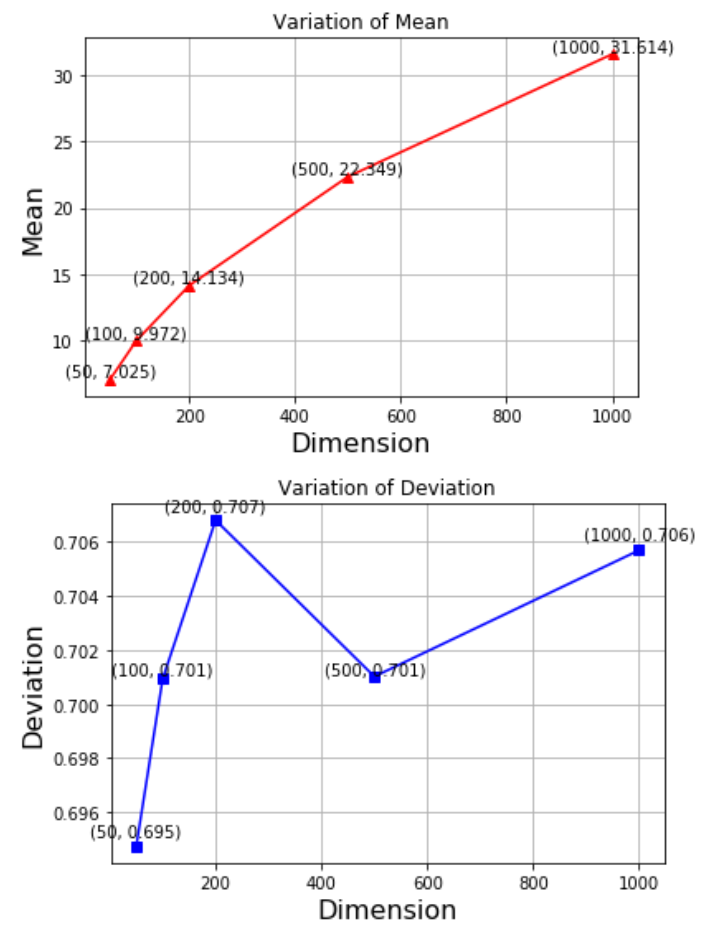 Variation of Mean
(1000, 31.614)
30
25
(500, 22.349)
20
Mean
15
(200, 14.134)
10
(100, 9.972)
(50, 7.025)
200 400 600 800 1000
Dimension
Variation of Deviation
(200, 0.707)
0.706
(1000, 0.706)
0.704
0.702
(100, 0.701)
(500, 0.701)
Deviation
0.700
0.698
0.696
(50, 0.695)
200 400 600 800 1000
Dimension